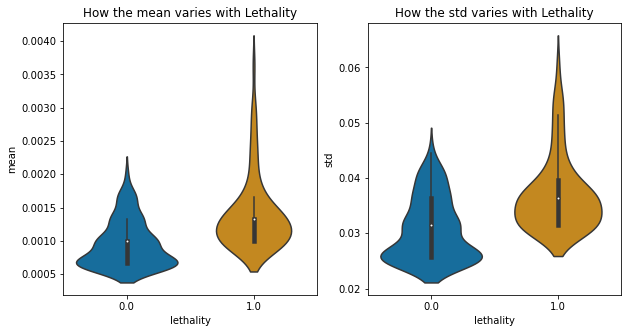 How the mean varies with Lethality
How the std varies with Lethality
0.0040
0.0035
0.0030
0.0025
0.0020
0.0015
0.0010
0.0005
mean
0.0
1.0
lethality
0.06
0.05
0.04
0.03
0.02
std
0.0
1.0
lethality